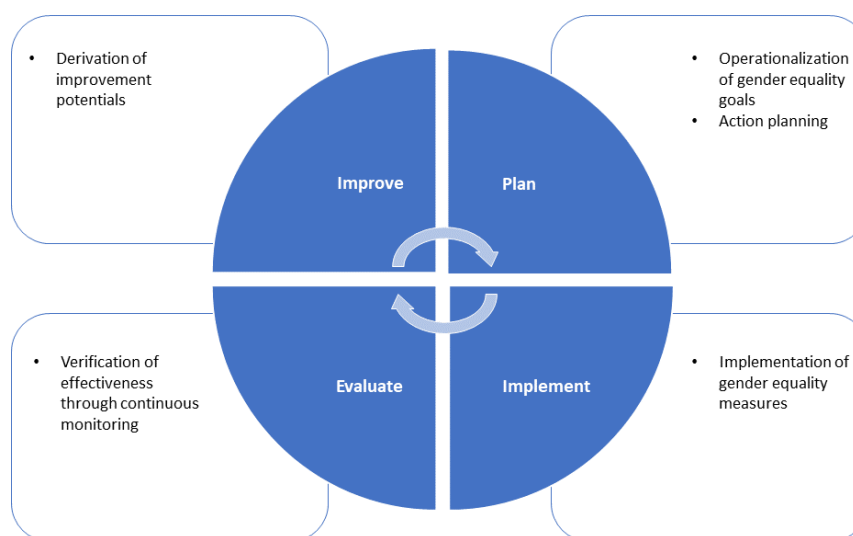 • Derivation of
improvement
potentials
• Operationalization
of gender equality
goals
• Action planning
Improve
Plan
• Verification of
effectiveness
through continuous
monitoring
• Implementation of
gender equality
measures
Evaluate
Implement